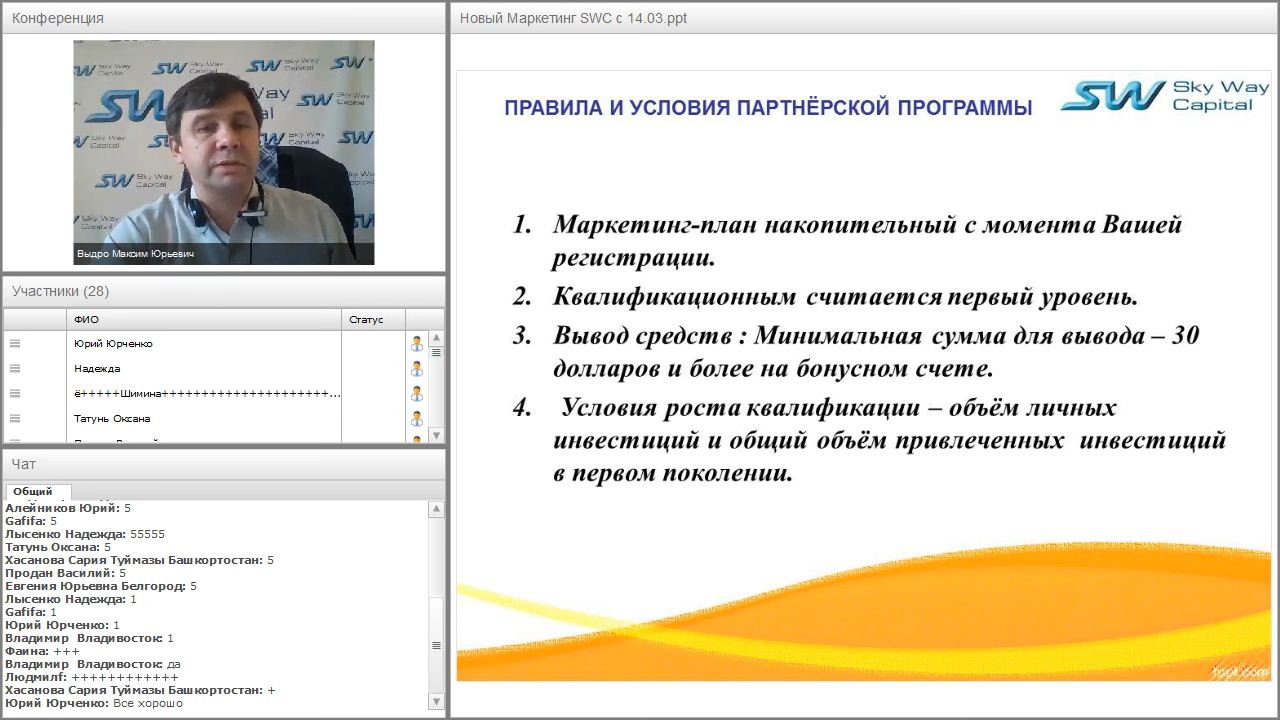 Конференция
SW Sky Way Capital
Выдро Максим Юрьевич
Участники (28)
ФИО
Статус
Юрий Юрченко
Надежда
ё+++++Шимина+++++++++++++++++++++...
Татунь Оксана
Чат
Общий
Алейников Юрий: 5
Gafifa: 5
Лысенко Надежда: 55555
Татунь Оксана: 5
Хасанова Сария Туймазы Башкортостан: 5
Продан Василий: 5
Евгения Юрьевна Белгород: 5
Лысенко Надежда: 1
Gafifa: 1
Юрий Юрченко: 1
Владимир Владивосток: 1
Фаина: +++
Владимир Владивосток: да
Людмилf: ++++++++++++
Хасанова Сария Туймазы Башкортостан: +
Юрий Юрченко: Все хорошо
Новый Маркетинг SWC с 14.03.ppt
ПРАВИЛА И УСЛОВИЯ ПАРТНЁРСКОЙ ПРОГРАММЫ
SW Sky Way
Capital
1. Маркетинг-план накопительный с момента Вашей
регистрации.
2. Квалификационным считается первый уровень.
3. Вывод средств : Минимальная сумма для вывода – 30
долларов и более на бонусном счете.
4. Условия роста квалификации – объём личных
инвестиций и общий объём привлеченных инвестиций
в первом поколении.
fppt.com